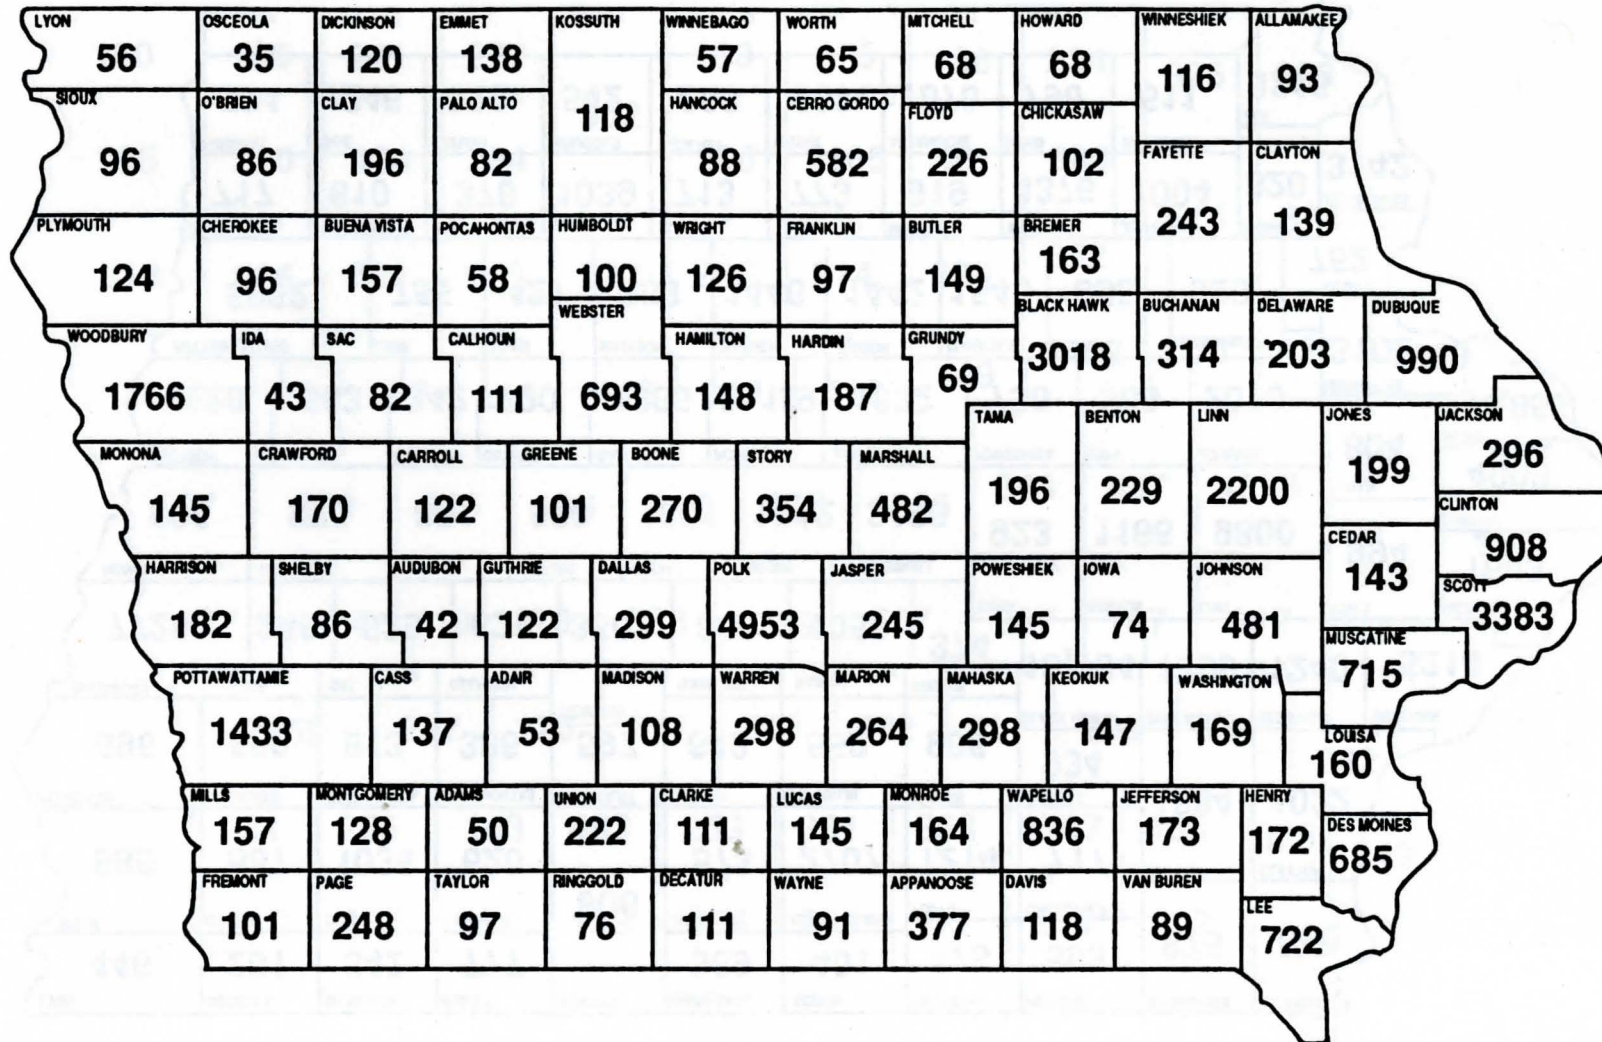 LYON OSCEOLA DICKINSON EMMET KOSSUTH WINNEBAGO WORTH MITCHELL HOWARD WINNESHIEK ALLAMAKEE
56 35 120 138 118 57 65 68 68 116 93
SIOUX O'BRIEN CLAY PALO ALTO HANCOCK CERRO GORDO FLOYD CHICKASAW FAYETTE CLAYTON
96 86 196 82 88 582 226 102 243 139
PLYMOUTH CHEROKEE BUENA VISTA POCAHONTAS HUMBOLDT WRIGHT FRANKLIN BUTLER BREMER
124 96 157 58 100 126 97 149 163
WOODBURY IDA SAC CALHOUN WEBSTER HAMILTON HARDIN GRUNDY BLACK HAWK BUCHANAN DELAWARE DUBUQUE
1766 43 82 111 693 148 187 69 3018 314 203 990
MONONA CRAWFORD CARROLL GREENE BOONE STORY MARSHALL TAMA BENTON LINN JONES JACKSON
145 170 122 101 270 354 482 196 229 2200 199 296
CLINTON
908
HARRISON SHELBY AUDUBON GUTHRIE DALLAS POLK JASPER POWESHIEK IOWA JOHNSON CEDAR SCOTT
182 86 42 122 299 4953 245 145 74 481 143 3383
MUSCATINE
715
POTTAWATTAMIE CASS ADAIR MADISON WARREN MARION MAHASKA KEOKUK WASHINGTON LOUISA
1433 137 53 108 298 264 298 147 169 160
MILLS MONTGOMERY ADAMS UNION CLARKE LUCAS MONROE WAPELLO JEFFERSON HENRY DES MOINES
157 128 50 222 111 145 164 836 173 172 685
FREMONT PAGE TAYLOR RINGGOLD DECATUR WAYNE APPANOOSE DAVIS VAN BUREN LEE
101 248 97 76 111 91 377 118 89 722